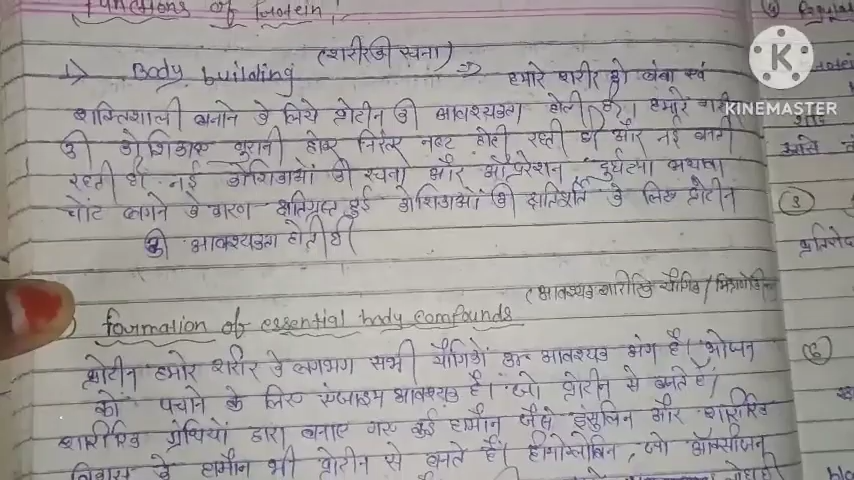 Functions of Protein!
(शरीर की रचना)
1) Body building ⇒ हमारे शरीर को लंबा एवं
शक्तिशाली बनाने के लिये प्रोटीन की आवश्यकता होती है। हमारे शरीर
की कोशिकाएं पुरानी होकर निरंतर नष्ट होती रहती हैं और नई बनती
रहती हैं। नई कोशिकाओं की रचना और ऑपरेशन, दुर्घटना अथवा
चोट लगने के कारण क्षतिग्रस्त हुई कोशिकाओं की क्षतिपूर्ति के लिए प्रोटीन
की आवश्यकता होती है।
(आवश्यक शारीरिक यौगिक
formation of essential body compounds
प्रोटीन हमारे शरीर के लगभग सभी यौगिकों का आवश्यक अंग है। भोजन
को पचाने के लिए एंजाइम आवश्यक है। जो प्रोटीन से बनते हैं।
शारीरिक ग्रंथियों द्वारा बनाए गए कई हार्मोन जैसे इंसुलिन और शारीरिक
विकास के हार्मोन भी प्रोटीन से बनते हैं। हीमोग्लोबिन, जो ऑक्सीजन
KINEMASTER